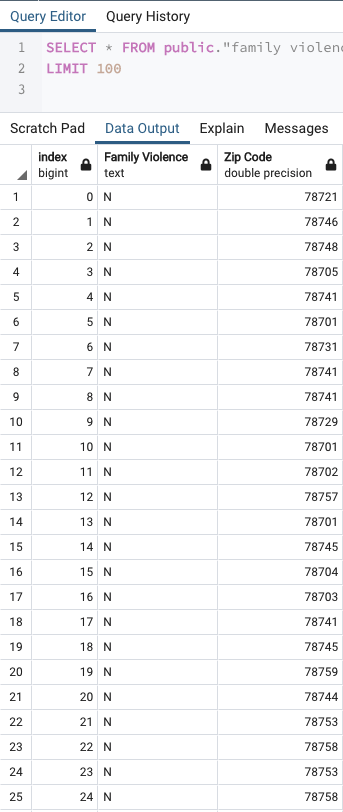 Query Editor Query History
1 SELECT * FROM public."family violenc
2 LIMIT 100
3
Scratch Pad Data Output Explain Messages
index Family Violence Zip Code
bigint text double precision
1 0 N 78721
2 1 N 78746
3 2 N 78748
4 3 N 78705
5 4 N 78741
6 5 N 78701
7 6 N 78731
8 7 N 78741
9 8 N 78741
10 9 N 78729
11 10 N 78701
12 11 N 78702
13 12 N 78757
14 13 N 78701
15 14 N 78745
16 15 N 78704
17 16 N 78703
18 17 N 78741
19 18 N 78745
20 19 N 78759
21 20 N 78744
22 21 N 78753
23 22 N 78758
24 23 N 78753
25 24 N 78758